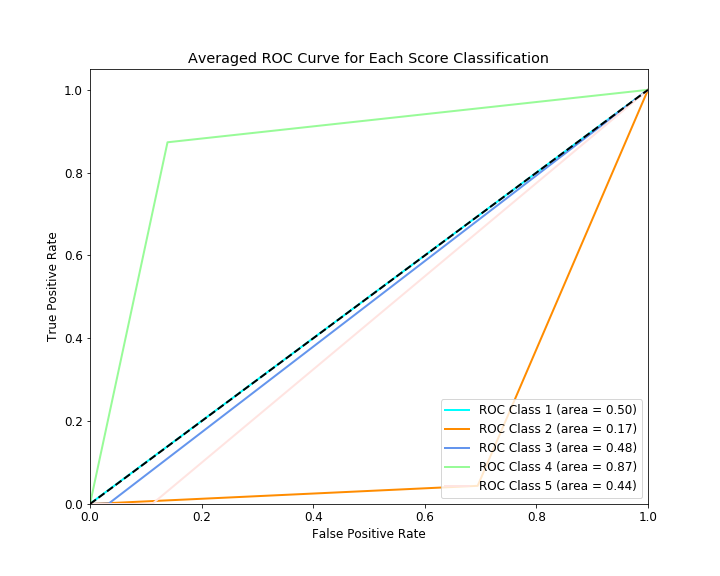 Averaged ROC Curve for Each Score Classification
True Positive Rate
1.0
0.8
0.6
0.4
0.2
0.0
ROC Class 1 (area = 0.50)
ROC Class 2 (area = 0.17)
ROC Class 3 (area = 0.48)
ROC Class 4 (area = 0.87)
ROC Class 5 (area = 0.44)
0.0 0.2 0.4 0.6 0.8 1.0
False Positive Rate